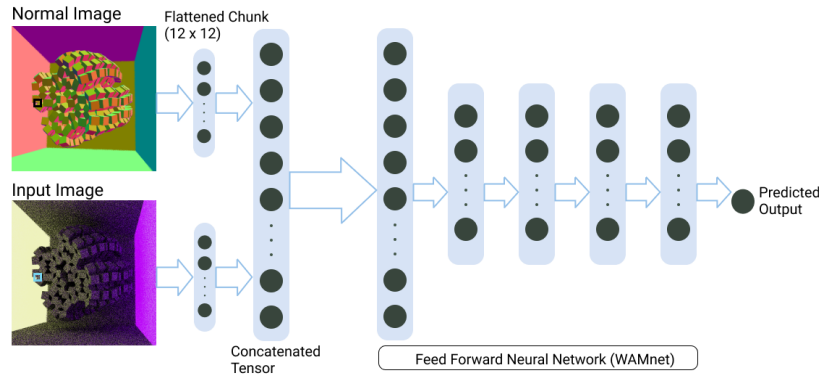 Normal Image
Flattened Chunk
(12 x 12)
Input Image
Predicted
Output
Concatenated
Tensor
Feed Forward Neural Network (WAMnet)